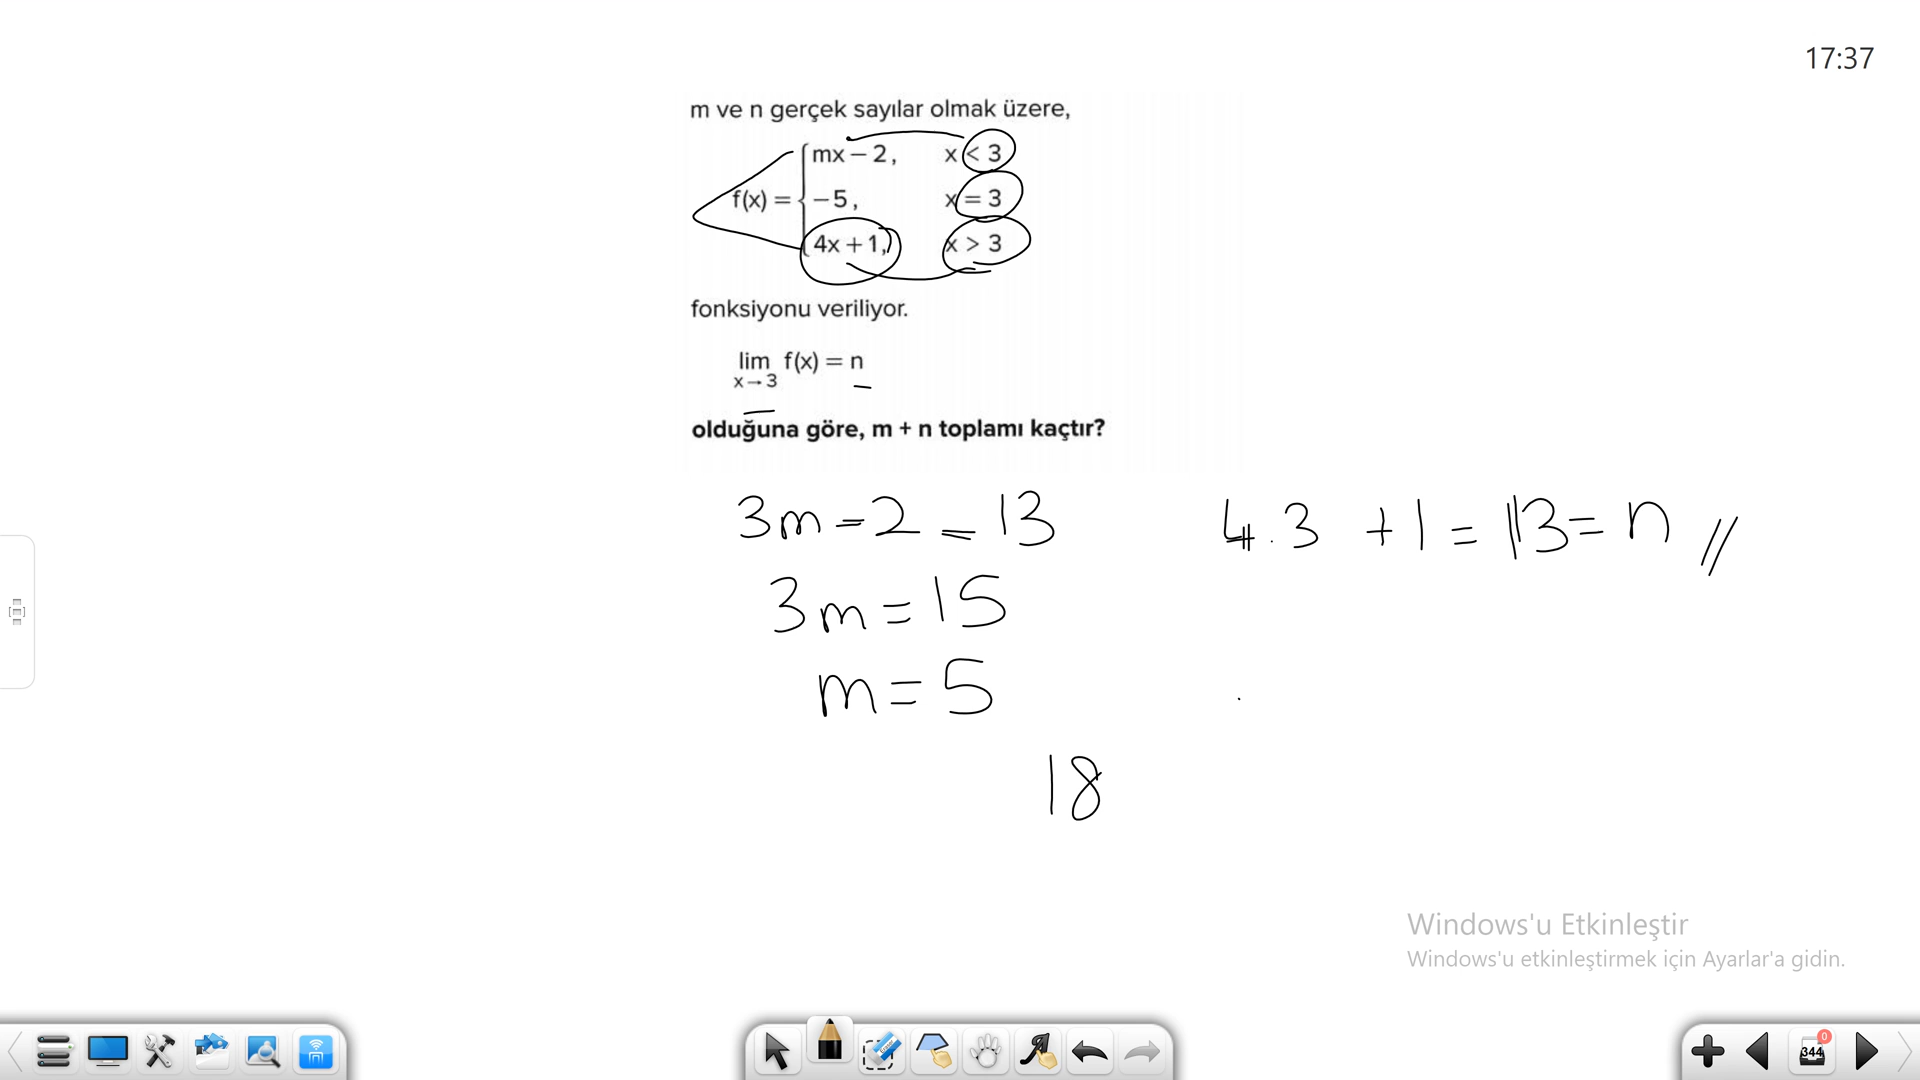 17:37
m ve n gerçek sayılar olmak üzere,
mx – 2, x < 3
f(x) = { –5, x = 3
4x + 1, x > 3
fonksiyonu veriliyor.
lim f(x) = n
x→3
olduğuna göre, m + n toplamı kaçtır?
3m – 2 = 13
4.3 + 1 = 13 = n //
3m = 15
m = 5
18
Windows'u Etkinleştir
Windows'u etkinleştirmek için Ayarlar'a gidin.
0
344